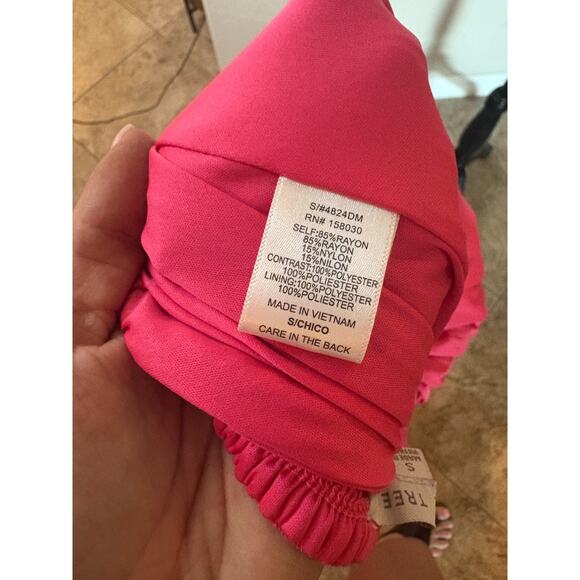 S/#4824DM
RN# 158030
SELF:85%RAYON
85%RAYON
15%NYLON
15%NILON
CONTRAST:100%POLYESTER
100%POLIESTER
LINING:100%POLYESTER
100%POLIESTER
MADE IN VIETNAM
S/CHICO
CARE IN THE BACK
S
TREE